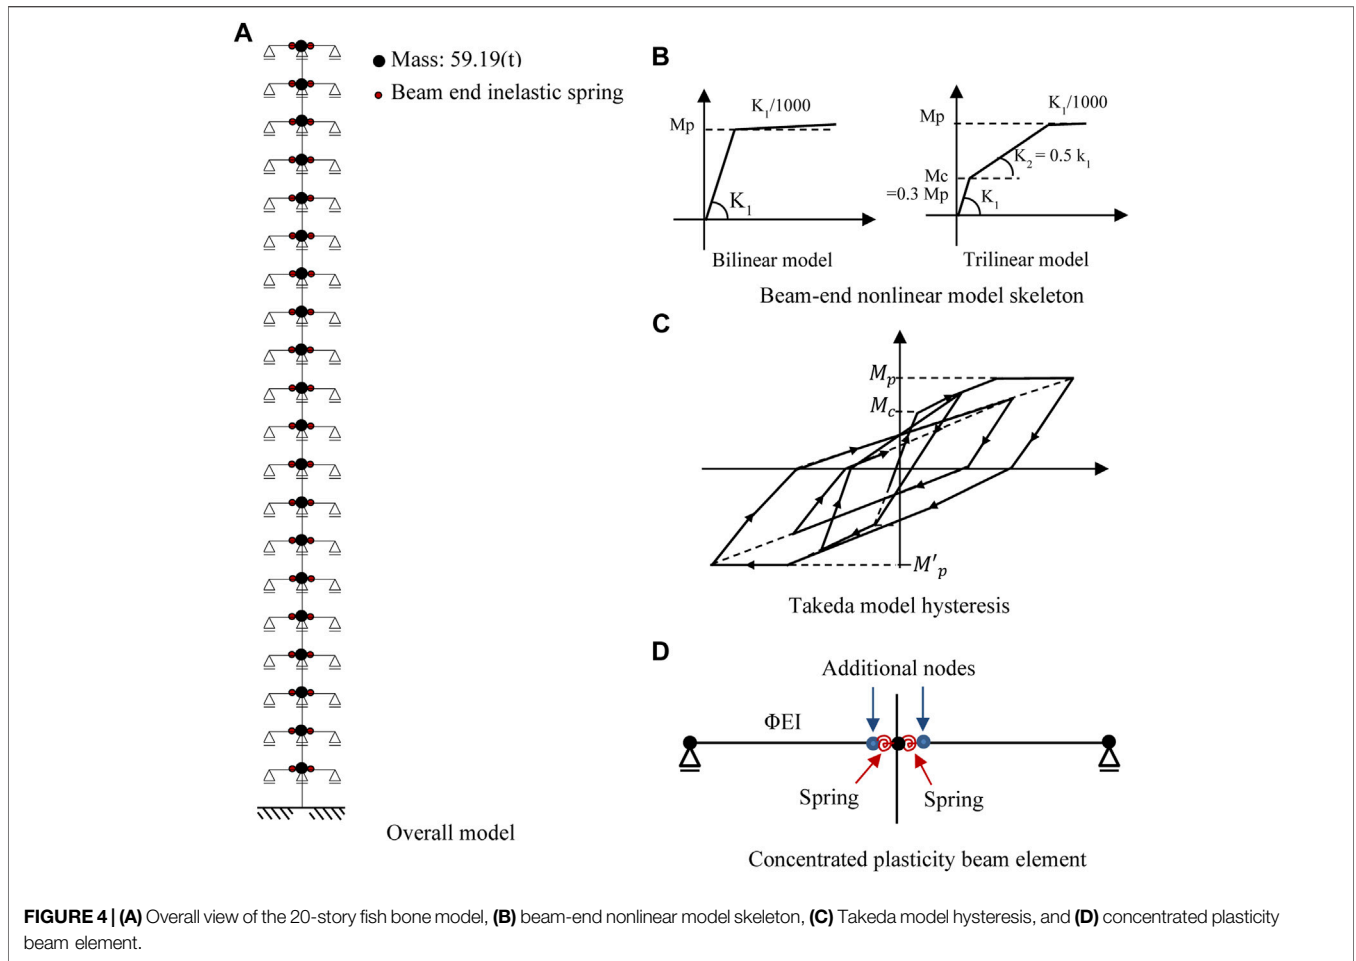 A
Mass: 59.19(t)
Beam end inelastic spring
Overall model
B
Mp
K1/1000
K1
Bilinear model
Mp
K1/1000
K2 = 0.5 k1
Mc
=0.3 Mp
K1
Trilinear model
Beam-end nonlinear model skeleton
C
Mp
Mc
M′p
Takeda model hysteresis
D
Additional nodes
ΦEI
Spring
Spring
Concentrated plasticity beam element
FIGURE 4 | (A) Overall view of the 20-story fish bone model, (B) beam-end nonlinear model skeleton, (C) Takeda model hysteresis, and (D) concentrated plasticity
beam element.